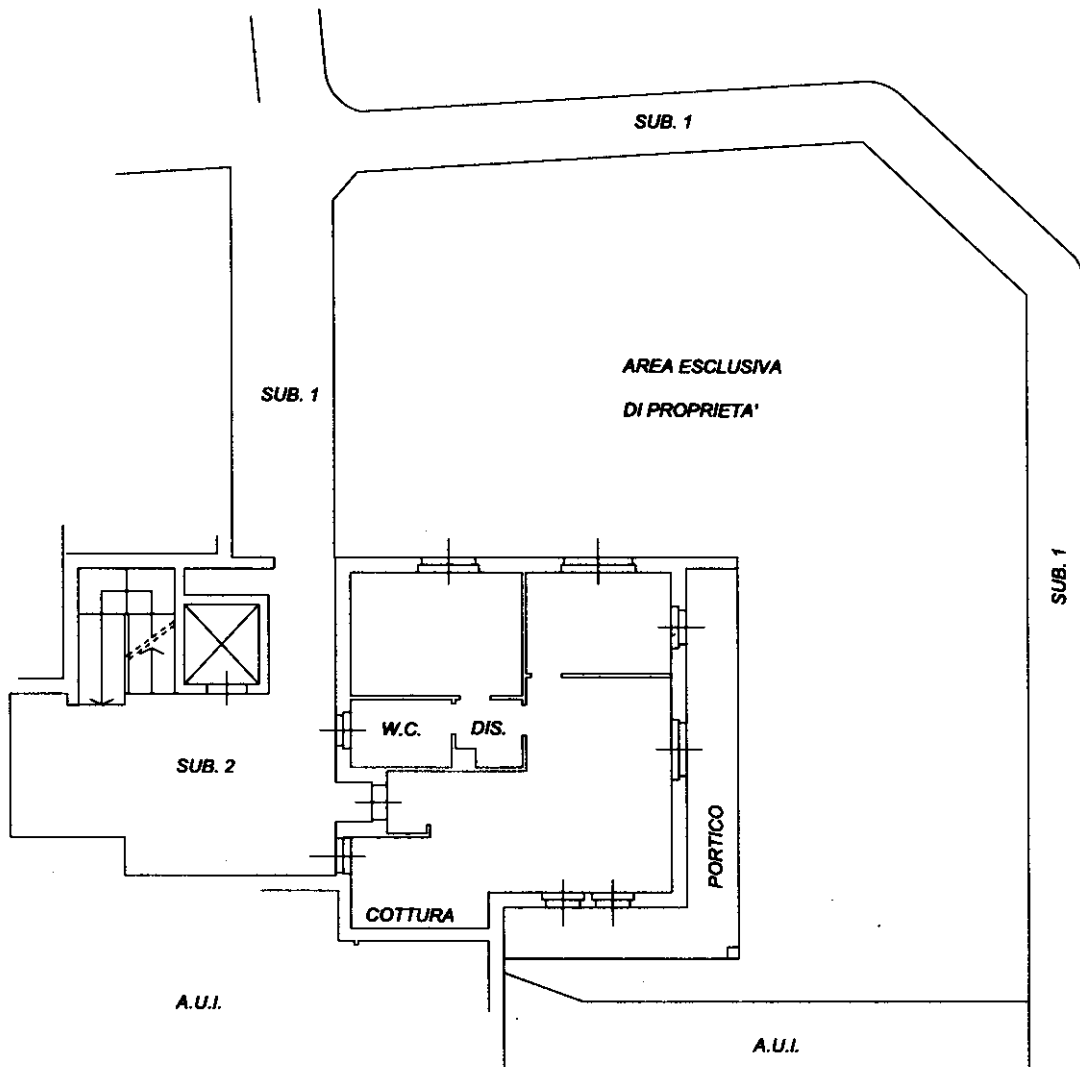 SUB. 1
AREA ESCLUSIVA
DI PROPRIETA'
SUB. 1
SUB. 1
W.C.
DIS.
SUB. 2
PORTICO
COTTURA
A.U.I.
A.U.I.